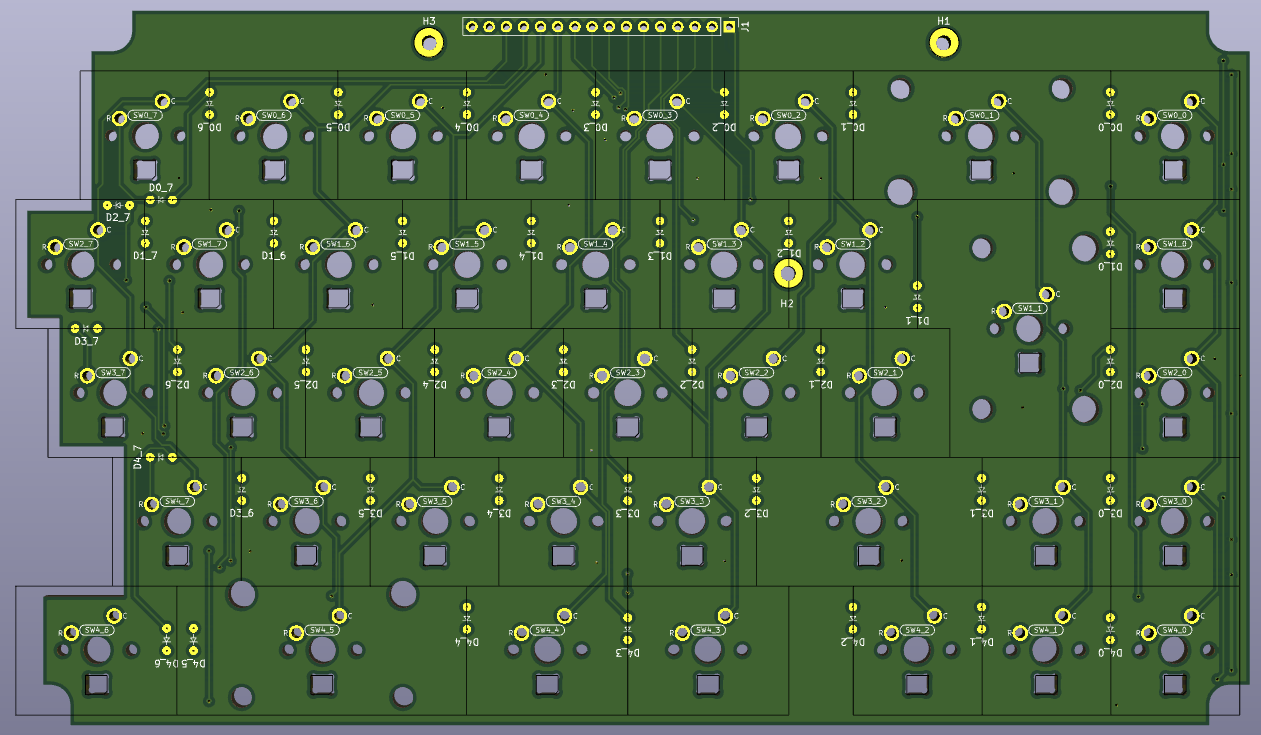 H3
J1
H1
R SW0_7 C
D0_6
R SW0_6 C
D0_5
R SW0_5 C
D0_4
R SW0_4 C
D0_3
R SW0_3 C
D0_2
R SW0_2 C
D0_1
R SW0_1 C
D0_0
R SW0_0 C
D0_7
D2_7
R SW2_7 C
D1_7
R SW1_7 C
D1_6
R SW1_6 C
D1_5
R SW1_5 C
D1_4
R SW1_4 C
D1_3
R SW1_3 C
D1_2
R SW1_2 C
D1_0
R SW1_0 C
H2
R SW1_1 C
D1_1
D3_7
R SW3_7 C
D2_6
R SW2_6 C
D2_5
R SW2_5 C
D2_4
R SW2_4 C
D2_3
R SW2_3 C
D2_2
R SW2_2 C
D2_1
R SW2_1 C
D2_0
R SW2_0 C
D4_7
R SW4_7 C
D3_6
R SW3_6 C
D3_5
R SW3_5 C
D3_4
R SW3_4 C
D3_3
R SW3_3 C
D3_2
R SW3_2 C
D3_1
R SW3_1 C
D3_0
R SW3_0 C
R SW4_6 C
D4_6
D4_5
R SW4_5 C
D4_4
R SW4_4 C
D4_3
R SW4_3 C
D4_2
R SW4_2 C
D4_1
R SW4_1 C
D4_0
R SW4_0 C